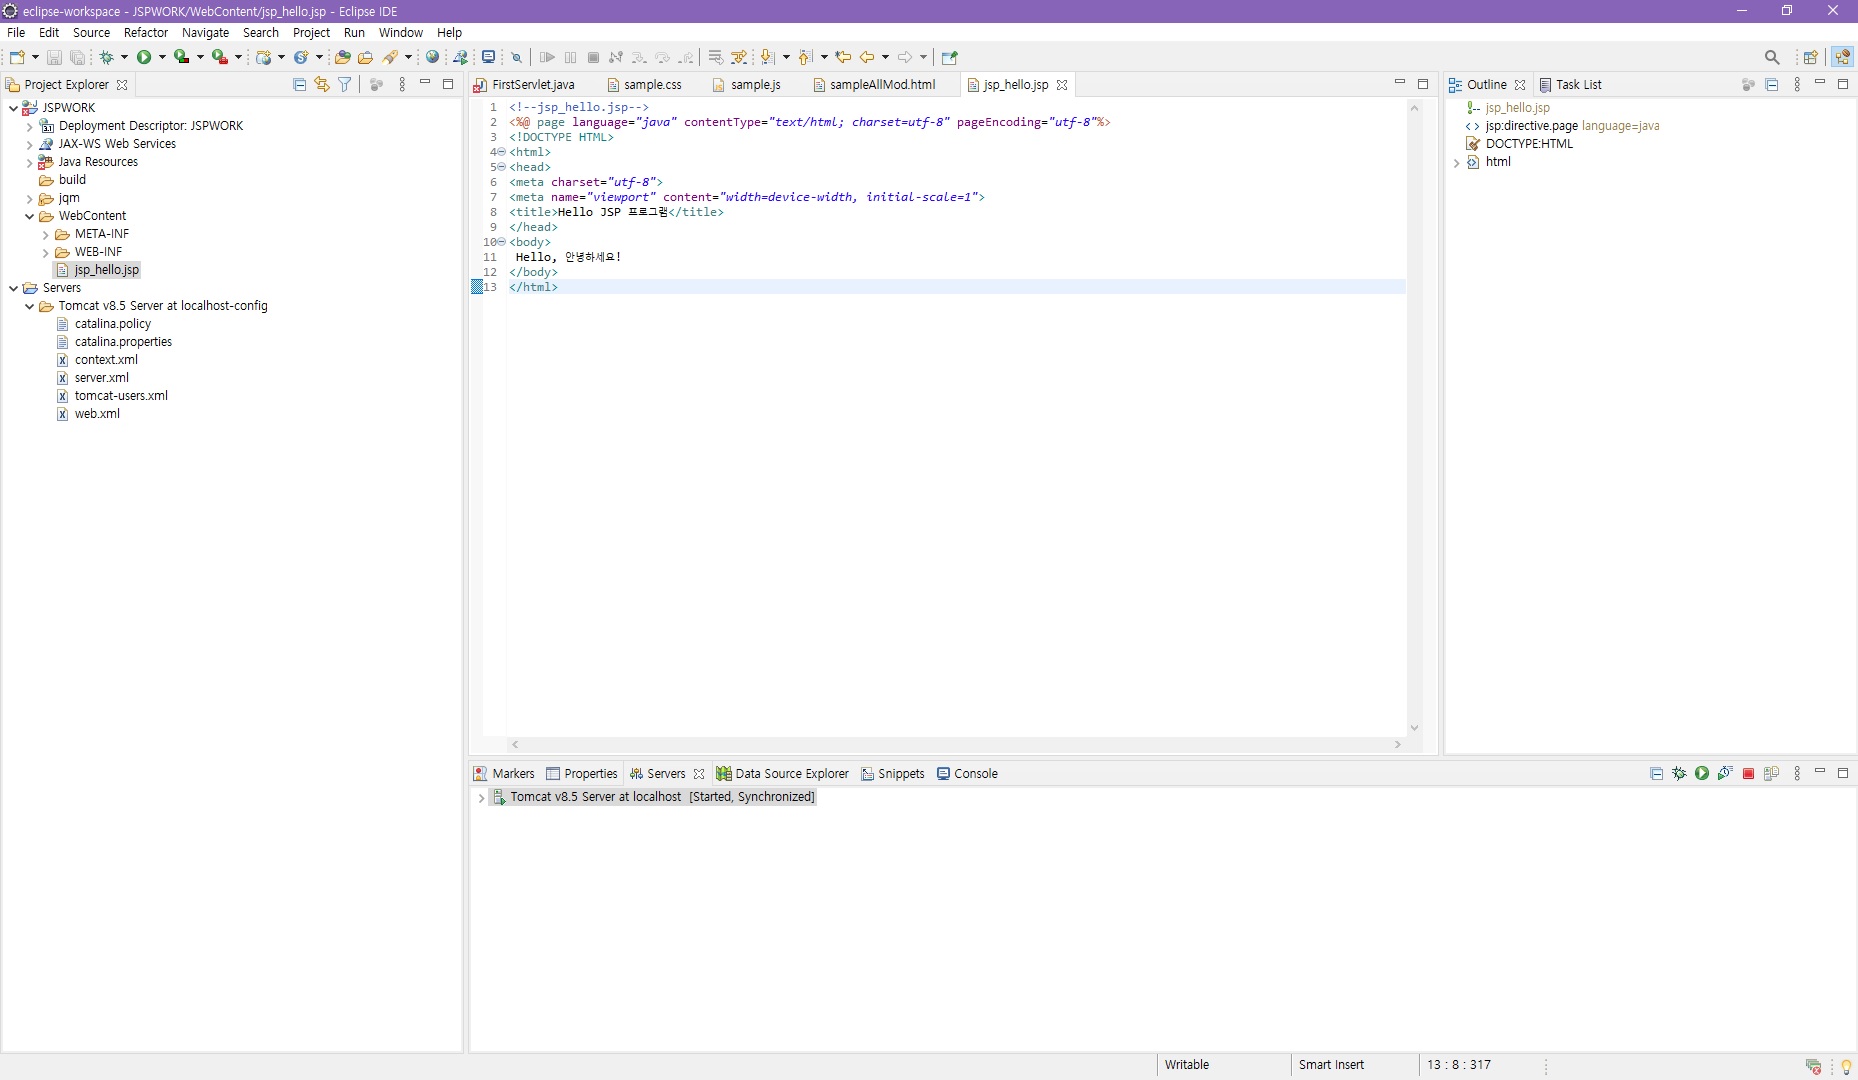 eclipse-workspace - JSPWORK/WebContent/jsp_hello.jsp - Eclipse IDE
File Edit Source Refactor Navigate Search Project Run Window Help
Project Explorer
JSPWORK
Deployment Descriptor: JSPWORK
JAX-WS Web Services
Java Resources
build
jqm
WebContent
META-INF
WEB-INF
jsp_hello.jsp
Servers
Tomcat v8.5 Server at localhost-config
catalina.policy
catalina.properties
context.xml
server.xml
tomcat-users.xml
web.xml
FirstServlet.java sample.css sample.js sampleAllMod.html jsp_hello.jsp
1 <!--jsp_hello.jsp-->
2 <%@ page language="java" contentType="text/html; charset=utf-8" pageEncoding="utf-8"%>
3 <!DOCTYPE HTML>
4 <html>
5 <head>
6 <meta charset="utf-8">
7 <meta name="viewport" content="width=device-width, initial-scale=1">
8 <title>Hello JSP 프로그램</title>
9 </head>
10 <body>
11 Hello, 안녕하세요!
12 </body>
13 </html>
Outline Task List
jsp_hello.jsp
jsp:directive.page language=java
DOCTYPE:HTML
html
Markers Properties Servers Data Source Explorer Snippets Console
Tomcat v8.5 Server at localhost [Started, Synchronized]
Writable Smart Insert 13 : 8 : 317